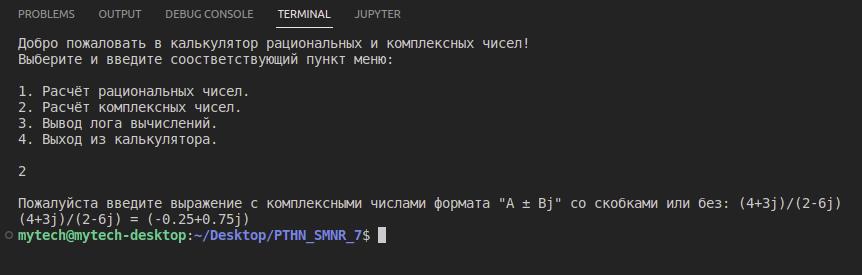 PROBLEMS OUTPUT DEBUG CONSOLE TERMINAL JUPYTER
Добро пожаловать в калькулятор рациональных и комплексных чисел!
Выберите и введите соостветствующий пункт меню:
1. Расчёт рациональных чисел.
2. Расчёт комплексных чисел.
3. Вывод лога вычислений.
4. Выход из калькулятора.
2
Пожалуйста введите выражение с комплексными числами формата "A ± Bj" со скобками или без: (4+3j)/(2-6j)
(4+3j)/(2-6j) = (-0.25+0.75j)
mytech@mytech-desktop:~/Desktop/PTHN_SMNR_7$